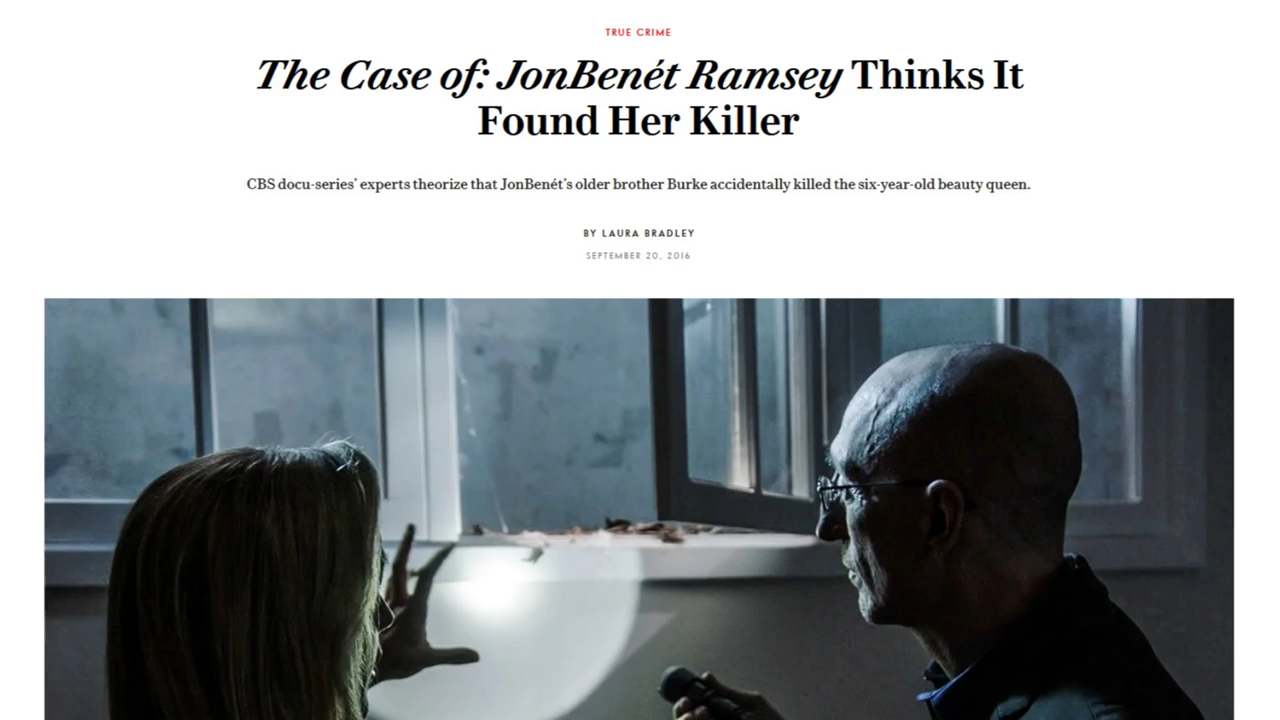 TRUE CRIME
The Case of: JonBenét Ramsey Thinks It
Found Her Killer
CBS docu-series’ experts theorize that JonBenét’s older brother Burke accidentally killed the six-year-old beauty queen.
BY LAURA BRADLEY
SEPTEMBER 20, 2016